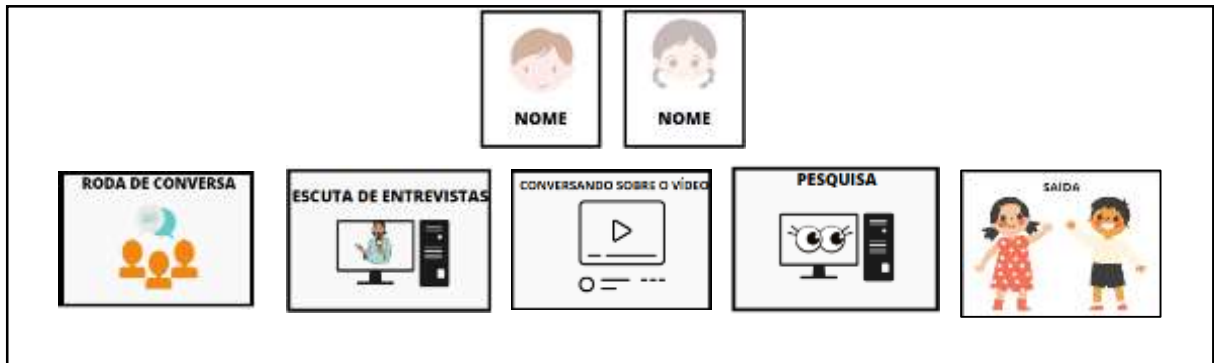 NOME
NOME
RODA DE CONVERSA
ESCUTA DE ENTREVISTAS
CONVERSANDO SOBRE O VÍDEO
PESQUISA
SAÍDA